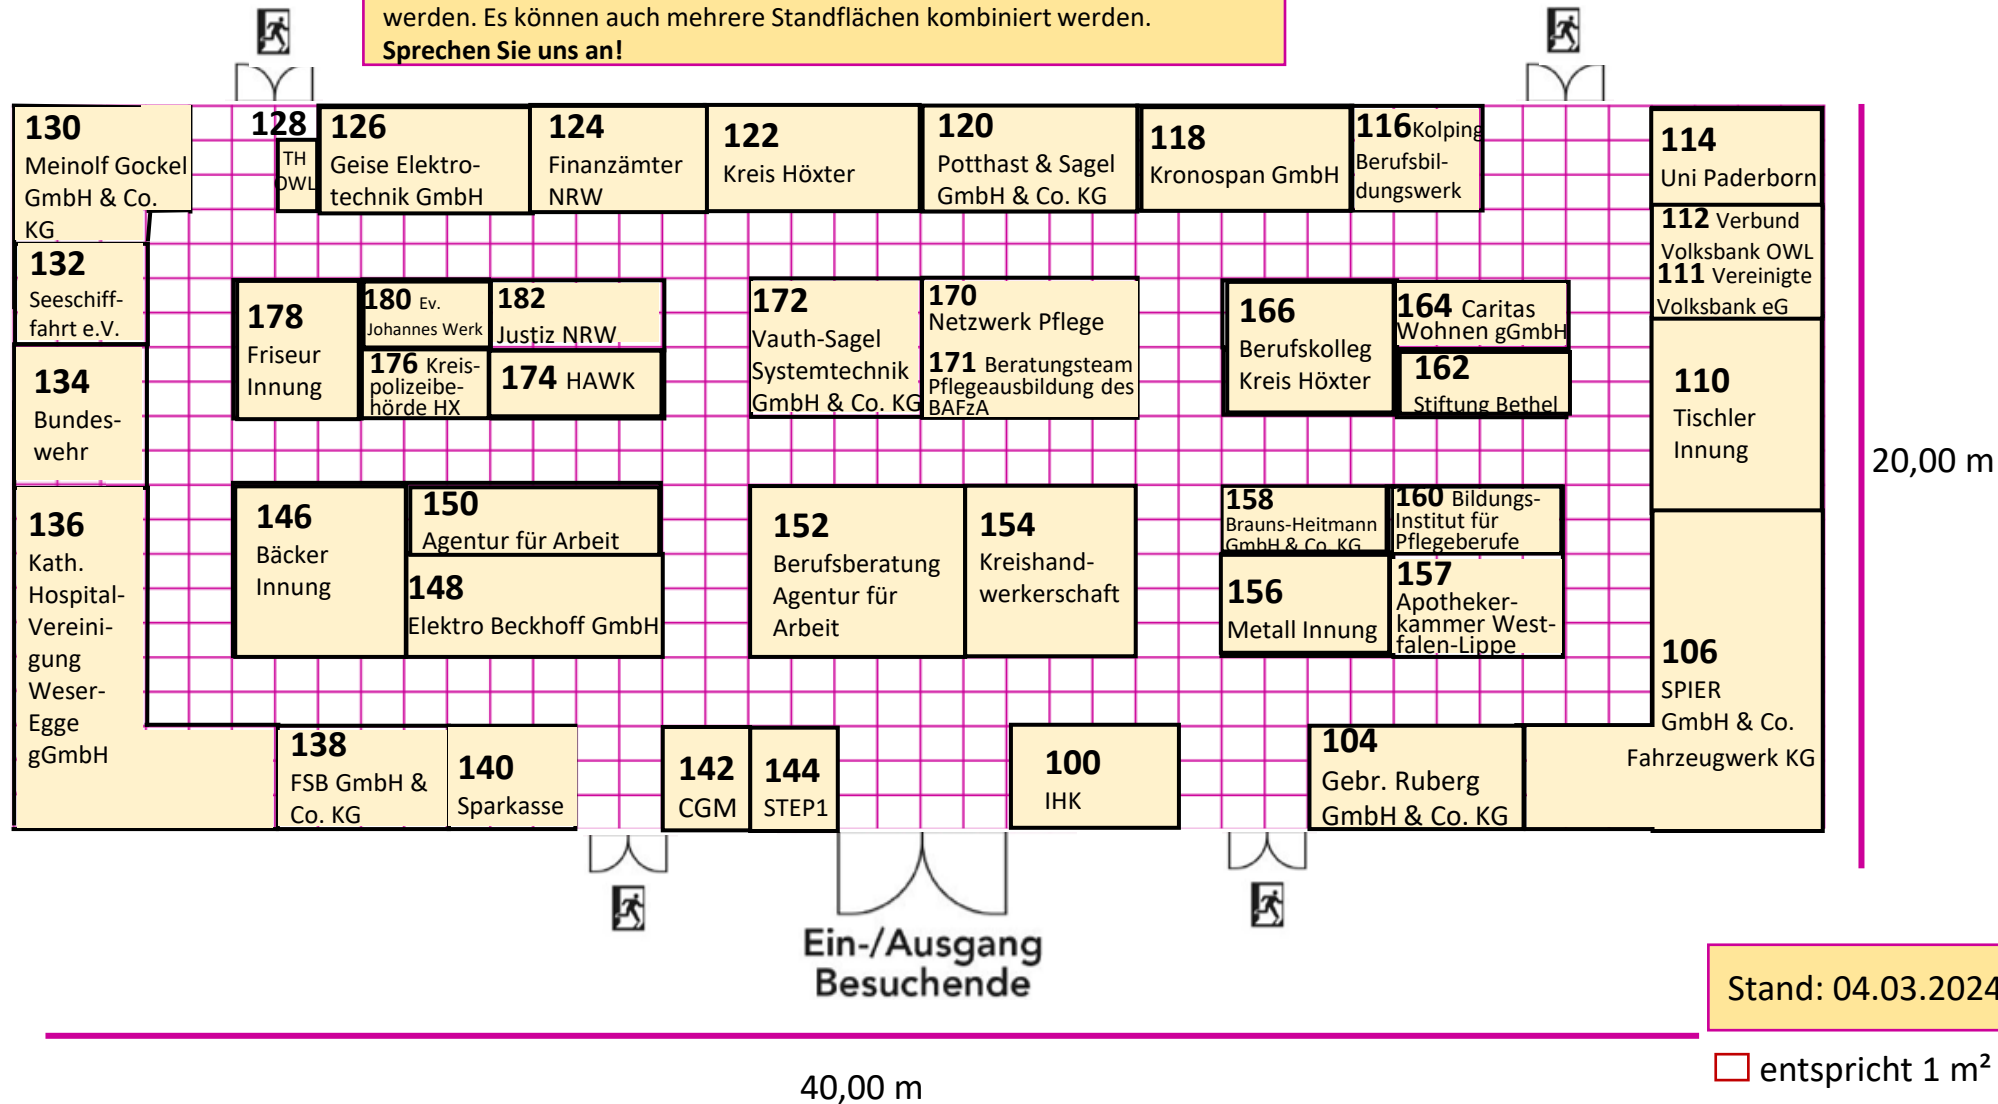 werden. Es können auch mehrere Standflächen kombiniert werden.
Sprechen Sie uns an!
130
Meinolf Gockel
GmbH & Co.
KG
128
TH
OWL
126
Geise Elektro-
technik GmbH
124
Finanzämter
NRW
122
Kreis Höxter
120
Potthast & Sagel
GmbH & Co. KG
118
Kronospan GmbH
116 Kolping
Berufsbil-
dungswerk
114
Uni Paderborn
112 Verbund
Volksbank OWL
111 Vereinigte
Volksbank eG
132
Seeschiff-
fahrt e.V.
178
Friseur
Innung
180 Ev.
Johannes Werk
182
Justiz NRW
176 Kreis-
polizeibe-
hörde HX
174 HAWK
172
Vauth-Sagel
Systemtechnik
GmbH & Co. KG
170
Netzwerk Pflege
171 Beratungsteam
Pflegeausbildung des
BAFzA
166
Berufskolleg
Kreis Höxter
164 Caritas
Wohnen gGmbH
162
Stiftung Bethel
110
Tischler
Innung
134
Bundes-
wehr
20,00 m
136
Kath.
Hospital-
Vereini-
gung
Weser-
Egge
gGmbH
146
Bäcker
Innung
150
Agentur für Arbeit
148
Elektro Beckhoff GmbH
152
Berufsberatung
Agentur für
Arbeit
154
Kreishand-
werkerschaft
158
Brauns-Heitmann
GmbH & Co. KG
160 Bildungs-
Institut für
Pflegeberufe
156
Metall Innung
157
Apotheker-
kammer West-
falen-Lippe
106
SPIER
GmbH & Co.
Fahrzeugwerk KG
138
FSB GmbH &
Co. KG
140
Sparkasse
142
CGM
144
STEP1
100
IHK
104
Gebr. Ruberg
GmbH & Co. KG
Ein-/Ausgang
Besuchende
Stand: 04.03.2024
entspricht 1 m²
40,00 m